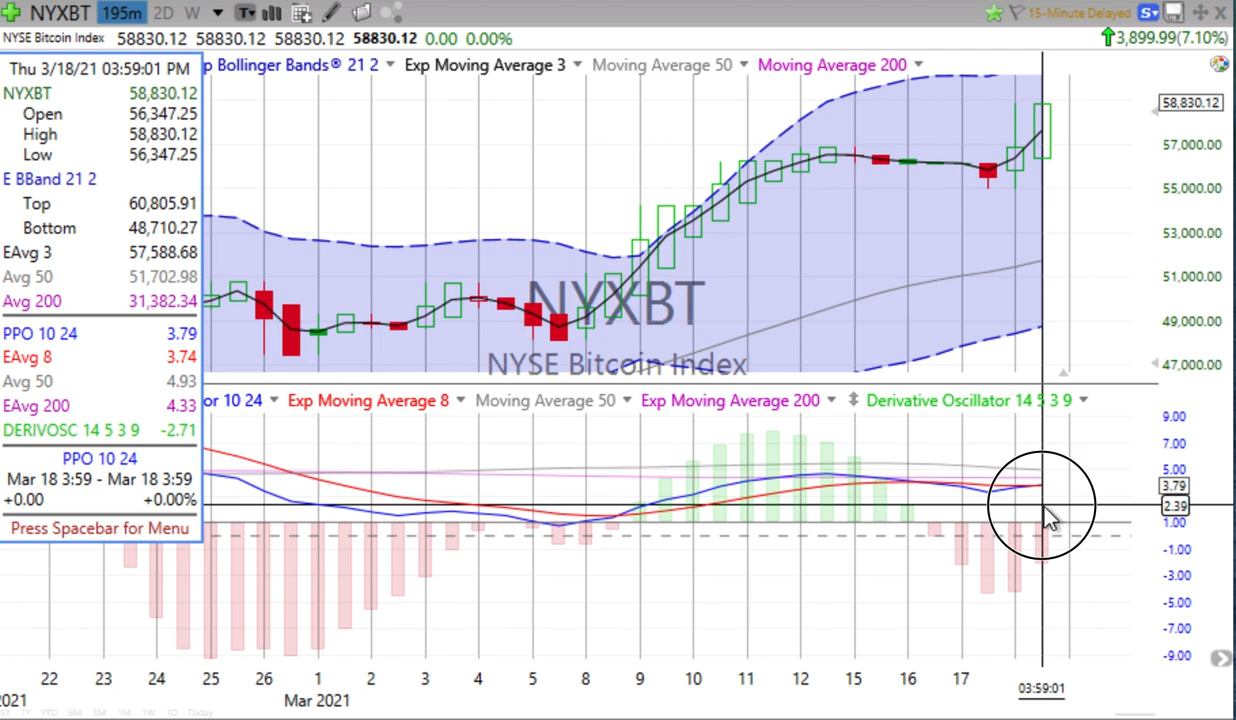 NYXBT 195m 2D W T 15-Minute Delayed S X
NYSE Bitcoin Index 58830.12 58830.12 58830.12 58830.12 0.00 0.00% 3,899.99(7.10%)
Thu 3/18/21 03:59:01 PM
NYXBT 58,830.12
Open 56,347.25
High 58,830.12
Low 56,347.25
E BBand 21 2
Top 60,805.91
Bottom 48,710.27
EAvg 3 57,588.68
Avg 50 51,702.98
Avg 200 31,382.34
PPO 10 24 3.79
EAvg 8 3.74
Avg 50 4.93
EAvg 200 4.33
DERIVOSC 14 5 3 9 -2.71
PPO 10 24
Mar 18 3:59 - Mar 18 3:59
+0.00 +0.00%
Press Spacebar for Menu
p Bollinger Bands® 21 2 Exp Moving Average 3 Moving Average 50 Moving Average 200
58,830.12
57,000.00
55,000.00
53,000.00
51,000.00
49,000.00
47,000.00
NYXBT
NYSE Bitcoin Index
or 10 24 Exp Moving Average 8 Moving Average 50 Exp Moving Average 200 Derivative Oscillator 14 5 3 9
9.00
7.00
5.00
3.79
2.39
1.00
-1.00
-3.00
-5.00
-7.00
-9.00
22 23 24 25 26 1 2 3 4 5 8 9 10 11 12 15 16 17 03:59:01
2021 Mar 2021
5Y 1Y YTD 6M 3M 1M 1W 1D Today